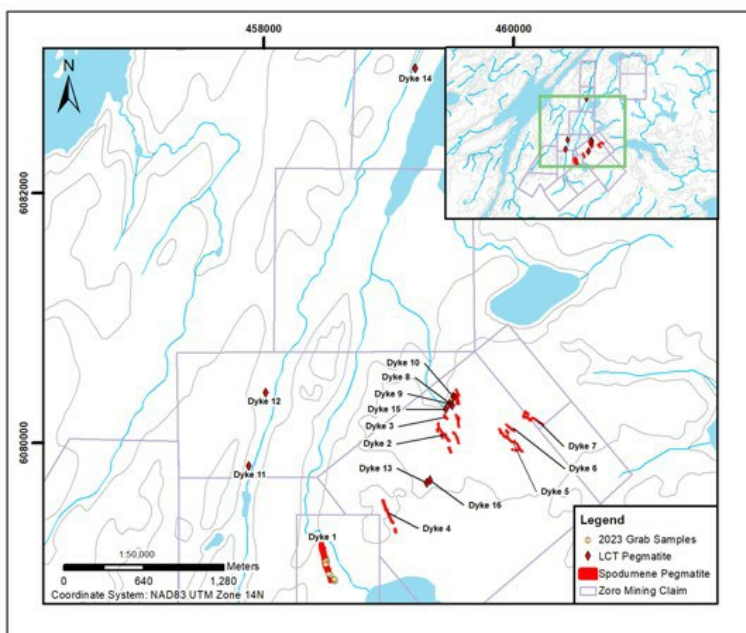 458000
460000
N
Dyke 14
6082000
Dyke 10
Dyke 8
Dyke 9
Dyke 15
Dyke 3
Dyke 2
Dyke 12
Dyke 7
Dyke 6
6080000
Dyke 13
Dyke 11
Dyke 5
Dyke 16
Dyke 4
Dyke 1
Legend
2023 Grab Samples
LCT Pegmatite
Spodumene Pegmatite
Zoro Mining Claim
1:50,000
Meters
0 640 1,280
Coordinate System: NAD83 UTM Zone 14N